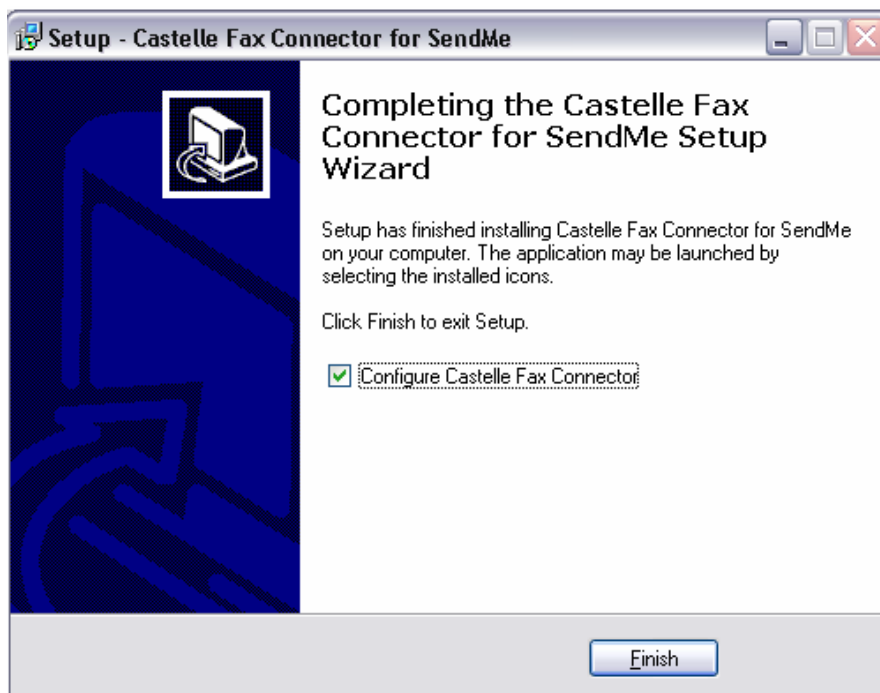 Setup - Castelle Fax Connector for SendMe
Completing the Castelle Fax
Connector for SendMe Setup
Wizard
Setup has finished installing Castelle Fax Connector for SendMe
on your computer. The application may be launched by
selecting the installed icons.
Click Finish to exit Setup.
Configure Castelle Fax Connector
Finish